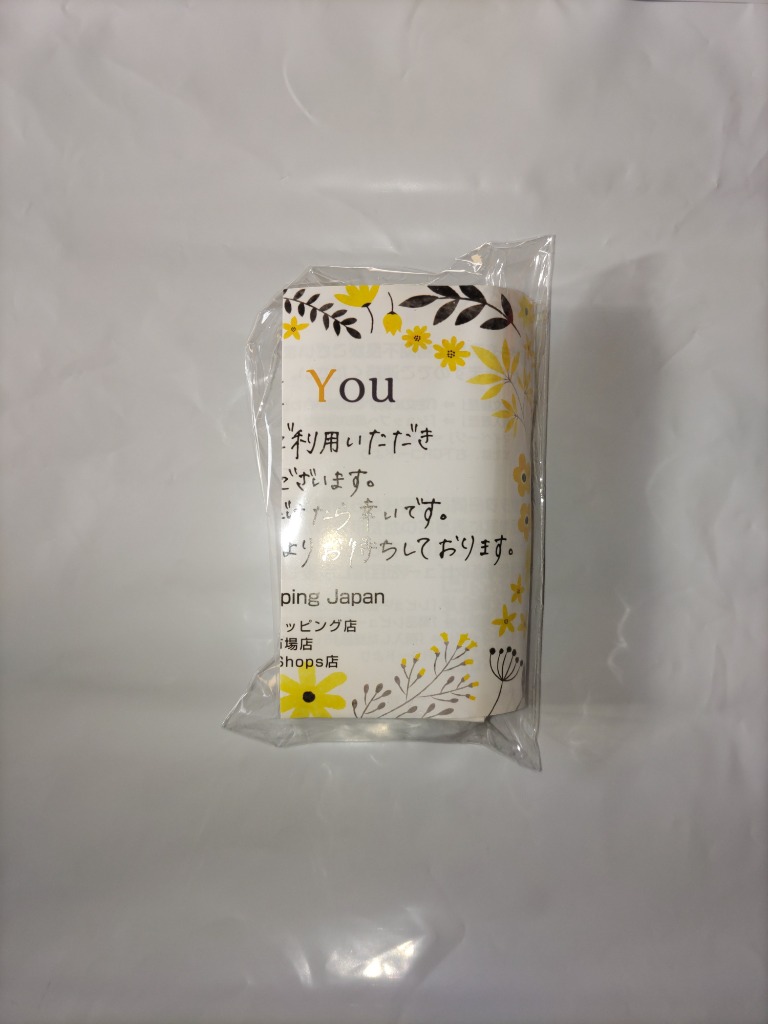 You
ご利用いただき
ございます。
たら幸いです。
よりお待ちしております。
ping Japan
ッピング店
市場店
Shops店